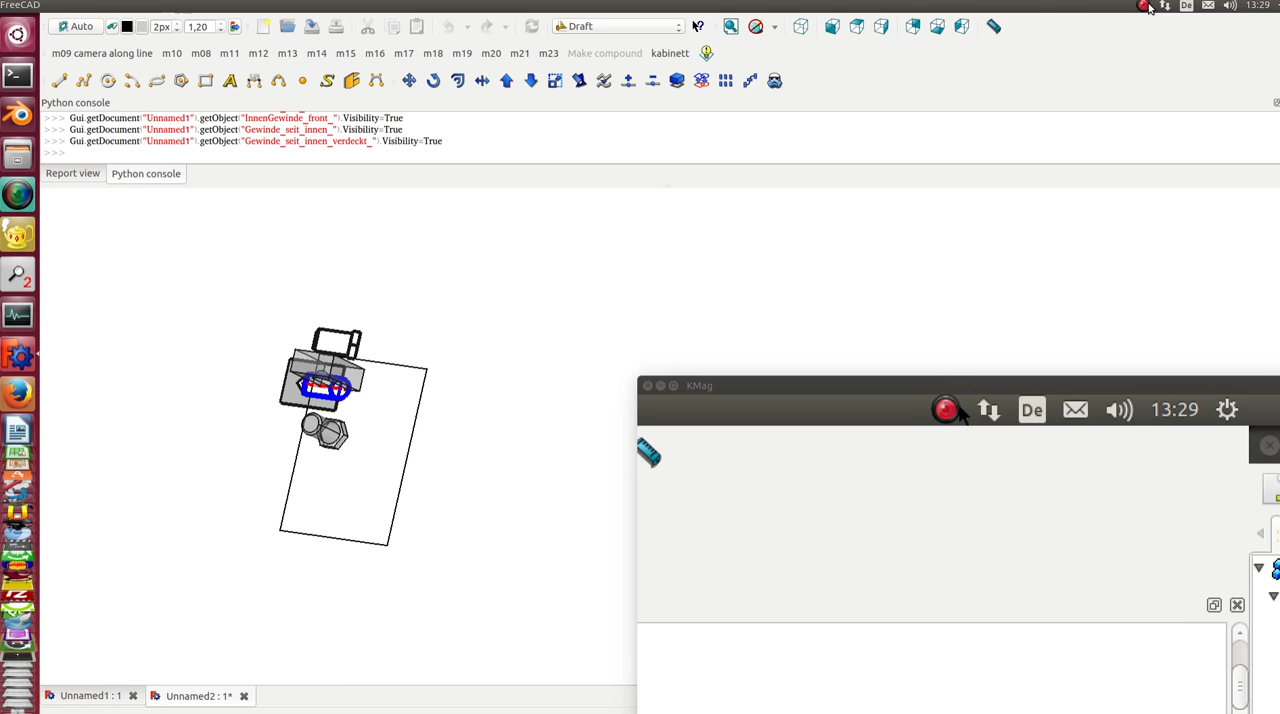 FreeCAD
De
13:29
Auto
2px
1,20
Draft
m09 camera along line m10 m08 m11 m12 m13 m14 m15 m16 m17 m18 m19 m20 m21 m23 Make compound kabinett
Python console
>>> Gui.getDocument("Unnamed1").getObject("InnenGewinde_front_").Visibility=True
>>> Gui.getDocument("Unnamed1").getObject("Gewinde_seit_innen_").Visibility=True
>>> Gui.getDocument("Unnamed1").getObject("Gewinde_seit_innen_verdeckt_").Visibility=True
>>>
Report view
Python console
KMag
De
13:29
2
Unnamed1 : 1
Unnamed2 : 1*